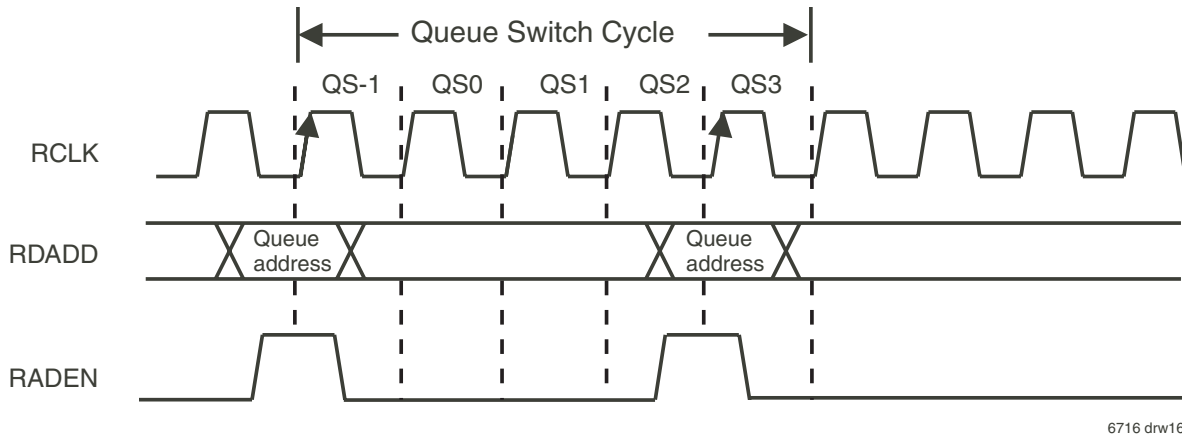 Queue Switch Cycle
QS-1 QS0 QS1 QS2 QS3
RCLK
RDADD
Queue
address
Queue
address
RADEN
6716 drw16